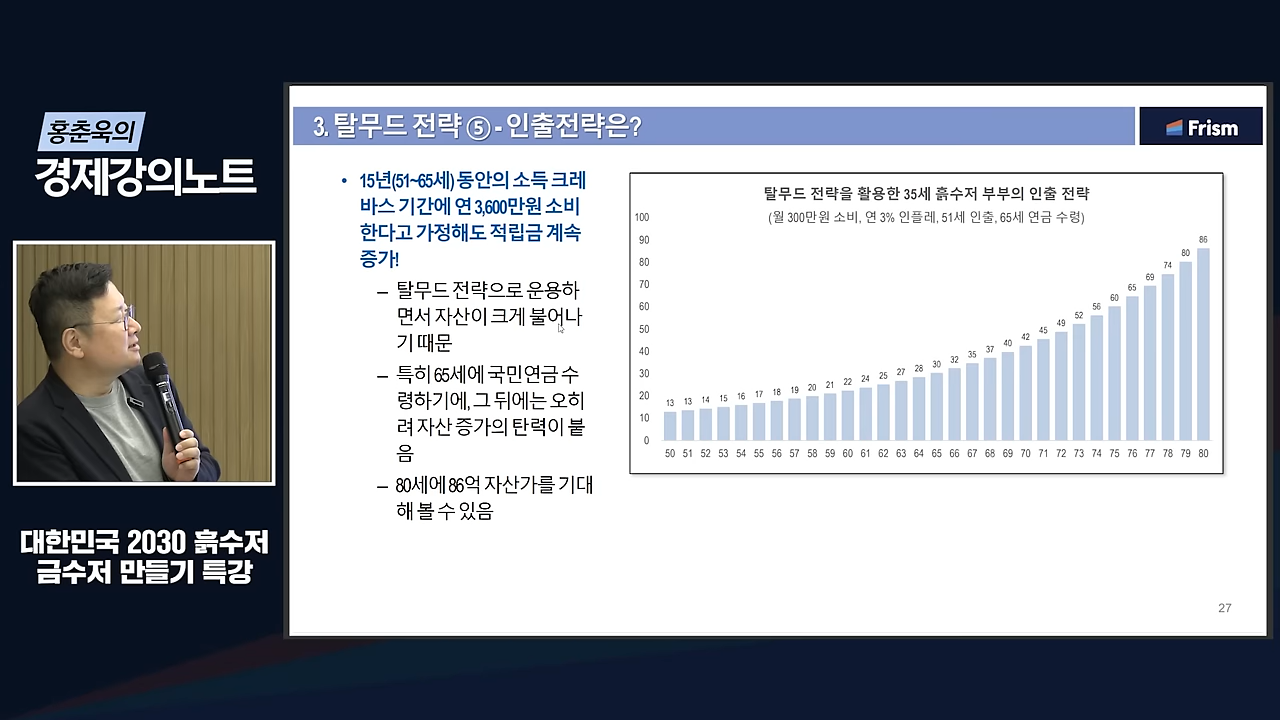 홍춘욱의
경제강의노트
대한민국 2030 흙수저
금수저 만들기 특강
3. 탈무드 전략 ⑤ - 인출전략은?
Frism
• 15년(51~65세) 동안의 소득 크레
바스 기간에 연 3,600만원 소비
한다고 가정해도 적립금 계속
증가!
– 탈무드 전략으로 운용하
면서 자산이 크게 불어나
기 때문
– 특히 65세에 국민연금 수
령하기에, 그 뒤에는 오히
려 자산 증가의 탄력이 붙
음
– 80세에 86억 자산가를 기대
해 볼 수 있음
탈무드 전략을 활용한 35세 흙수저 부부의 인출 전략
(월 300만원 소비, 연 3% 인플레, 51세 인출, 65세 연금 수령)
100
90
80
70
60
50
40
30
20
10
0
13 13 14 15 16 17 18 19 20 21 22 24 25 27 28 30 32 35 37 40 42 45 49 52 56 60 65 69 74 80 86
50 51 52 53 54 55 56 57 58 59 60 61 62 63 64 65 66 67 68 69 70 71 72 73 74 75 76 77 78 79 80
27